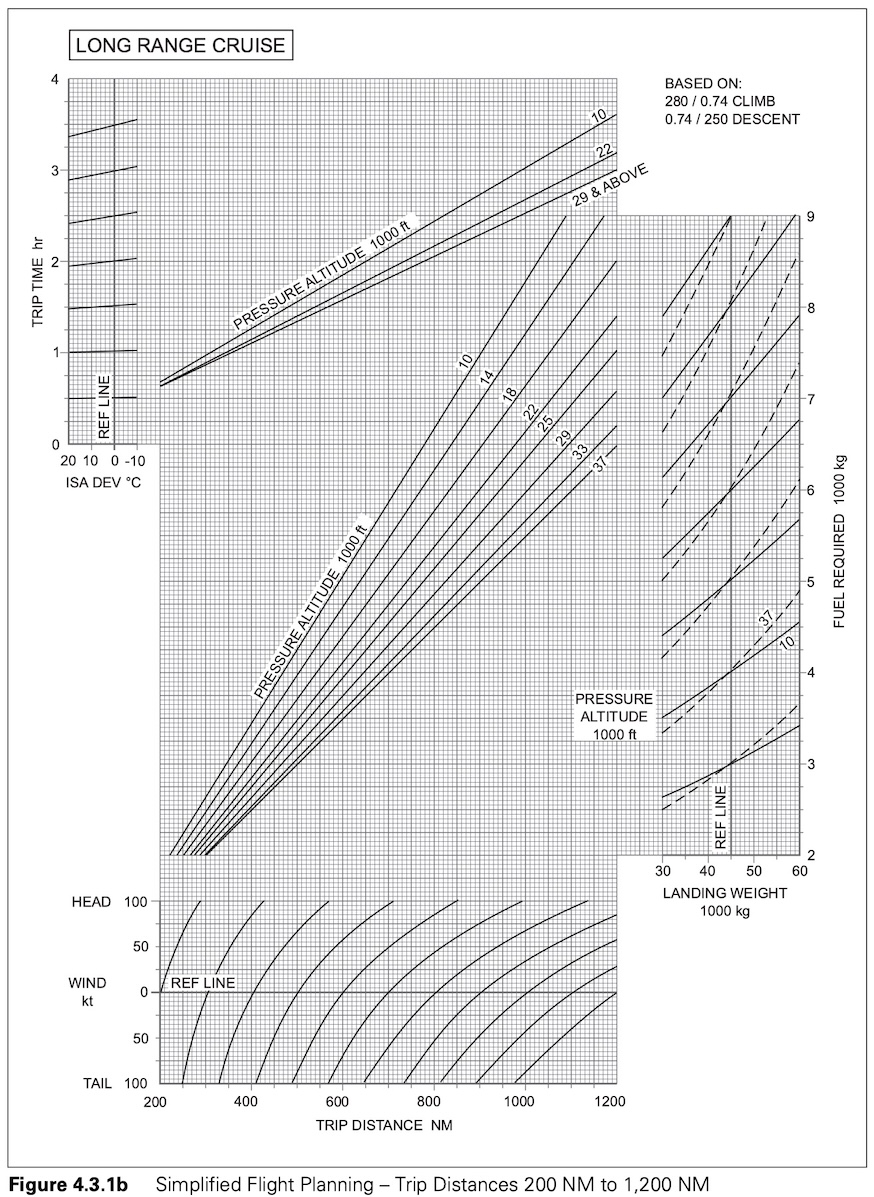 LONG RANGE CRUISE
BASED ON:
280 / 0.74 CLIMB
0.74 / 250 DESCENT
4
3
2
1
0
TRIP TIME hr
REF LINE
20 10 0 -10
ISA DEV °C
PRESSURE ALTITUDE 1000 ft
10
22
29 & ABOVE
PRESSURE ALTITUDE 1000 ft
10
14
18
22
25
29
33
37
9
8
7
6
5
4
3
2
FUEL REQUIRED 1000 kg
37
10
PRESSURE
ALTITUDE
1000 ft
REF LINE
30 40 50 60
LANDING WEIGHT
1000 kg
HEAD 100
50
WIND
kt
0
REF LINE
50
TAIL 100
200 400 600 800 1000 1200
TRIP DISTANCE NM
Figure 4.3.1b Simplified Flight Planning – Trip Distances 200 NM to 1,200 NM